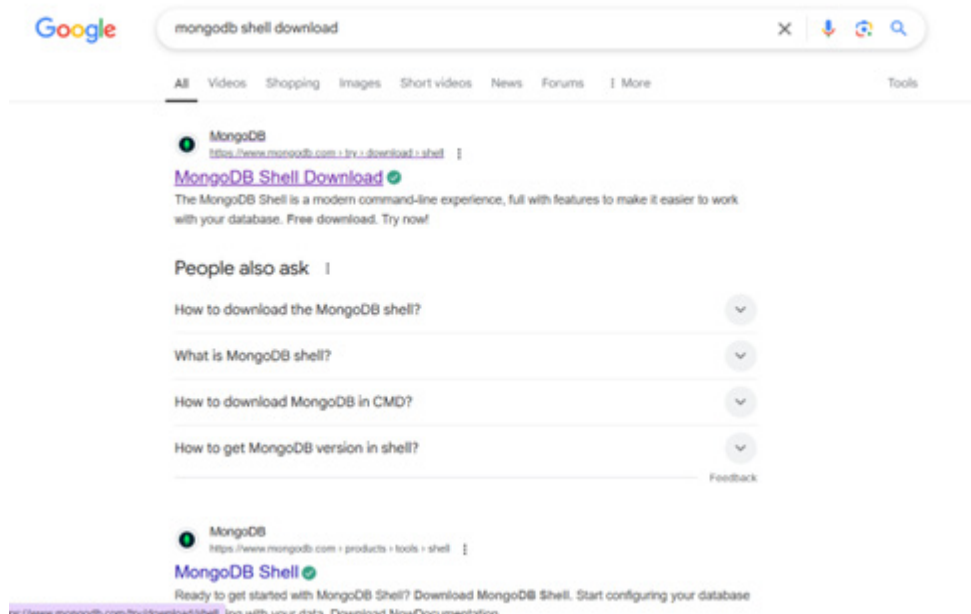 Google
mongodb shell download
All Videos Shopping Images Short videos News Forums More Tools
MongoDB
https://www.mongodb.com › try › download › shell
MongoDB Shell Download
The MongoDB Shell is a modern command-line experience, full with features to make it easier to work
with your database. Free download. Try now!
People also ask
How to download the MongoDB shell?
What is MongoDB shell?
How to download MongoDB in CMD?
How to get MongoDB version in shell?
Feedback
MongoDB
https://www.mongodb.com › products › tools › shell
MongoDB Shell
Ready to get started with MongoDB Shell? Download MongoDB Shell. Start configuring your database
with your data. Download NowDocumentation